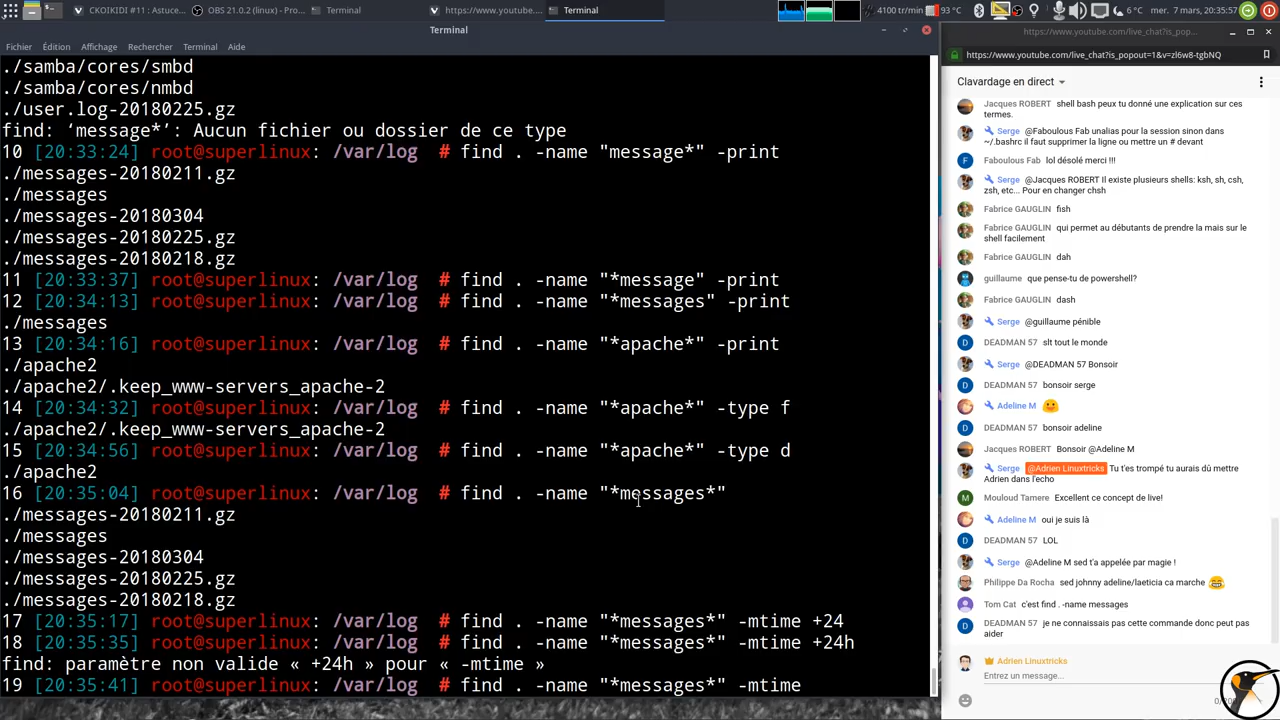 CKOIKIDI #11 : Astuce...
OBS 21.0.2 (linux) - Pro...
Terminal
https://www.youtube....
Terminal
4100 tr/min
93 °C
6 °C
mer. 7 mars, 20:35:57
Terminal
Fichier Édition Affichage Rechercher Terminal Aide
./samba/cores/smbd
./samba/cores/nmbd
./user.log-20180225.gz
find: ‘message*’: Aucun fichier ou dossier de ce type
10 [20:33:24] root@superlinux: /var/log # find . -name "message*" -print
./messages-20180211.gz
./messages
./messages-20180304
./messages-20180225.gz
./messages-20180218.gz
11 [20:33:37] root@superlinux: /var/log # find . -name "*message" -print
12 [20:34:13] root@superlinux: /var/log # find . -name "*messages" -print
./messages
13 [20:34:16] root@superlinux: /var/log # find . -name "*apache*" -print
./apache2
./apache2/.keep_www-servers_apache-2
14 [20:34:32] root@superlinux: /var/log # find . -name "*apache*" -type f
./apache2/.keep_www-servers_apache-2
15 [20:34:56] root@superlinux: /var/log # find . -name "*apache*" -type d
./apache2
16 [20:35:04] root@superlinux: /var/log # find . -name "*messages*"
./messages-20180211.gz
./messages
./messages-20180304
./messages-20180225.gz
./messages-20180218.gz
17 [20:35:17] root@superlinux: /var/log # find . -name "*messages*" -mtime +24
18 [20:35:35] root@superlinux: /var/log # find . -name "*messages*" -mtime +24h
find: paramètre non valide « +24h » pour « -mtime »
19 [20:35:41] root@superlinux: /var/log # find . -name "*messages*" -mtime
https://www.youtube.com/live_chat?is_pop...
https://www.youtube.com/live_chat?is_popout=1&v=zl6w8-tgbNQ
Clavardage en direct
Jacques ROBERT shell bash peux tu donné une explication sur ces
termes.
Serge @Faboulous Fab unalias pour la session sinon dans
~/.bashrc il faut supprimer la ligne ou mettre un # devant
F
Faboulous Fab lol désolé merci !!!
Serge @Jacques ROBERT Il existe plusieurs shells: ksh, sh, csh,
zsh, etc... Pour en changer chsh
Fabrice GAUGLIN fish
Fabrice GAUGLIN qui permet au débutants de prendre la mais sur le
shell facilement
Fabrice GAUGLIN dah
guillaume que pense-tu de powershell?
Fabrice GAUGLIN dash
Serge @guillaume pénible
D
DEADMAN 57 slt tout le monde
Serge @DEADMAN 57 Bonsoir
D
DEADMAN 57 bonsoir serge
Adeline M
D
DEADMAN 57 bonsoir adeline
Jacques ROBERT Bonsoir @Adeline M
Serge @Adrien Linuxtricks Tu t'es trompé tu aurais dû mettre
Adrien dans l'echo
M
Mouloud Tamere Excellent ce concept de live!
Adeline M oui je suis là
D
DEADMAN 57 LOL
Serge @Adeline M sed t'a appelée par magie !
Philippe Da Rocha sed johnny adeline/laeticia ca marche
Tom Cat c'est find . -name messages
D
DEADMAN 57 je ne connaissais pas cette commande donc peut pas
aider
Adrien Linuxtricks
Entrez un message...